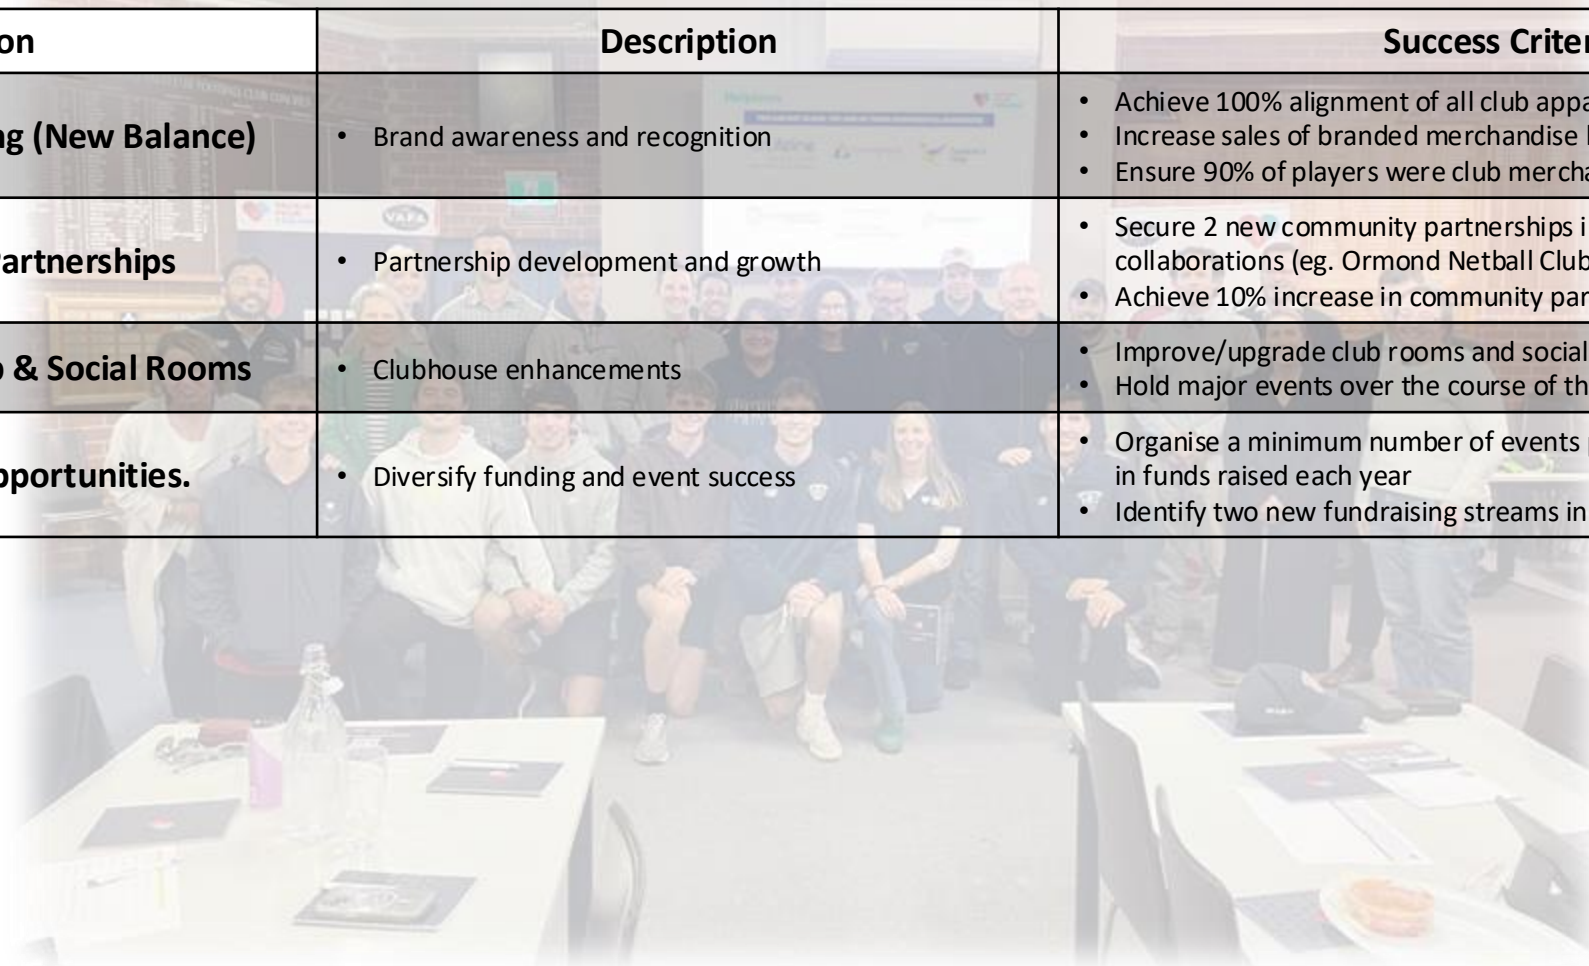 on
Description
Success Criter
ng (New Balance)
• Brand awareness and recognition
• Achieve 100% alignment of all club appa
• Increase sales of branded merchandise
• Ensure 90% of players were club mercha
VAFA
artnerships
• Partnership development and growth
• Secure 2 new community partnerships i
collaborations (eg. Ormond Netball Club
• Achieve 10% increase in community par
& Social Rooms
• Clubhouse enhancements
• Improve/upgrade club rooms and social
• Hold major events over the course of th
pportunities.
• Diversify funding and event success
• Organise a minimum number of events
in funds raised each year
• Identify two new fundraising streams in